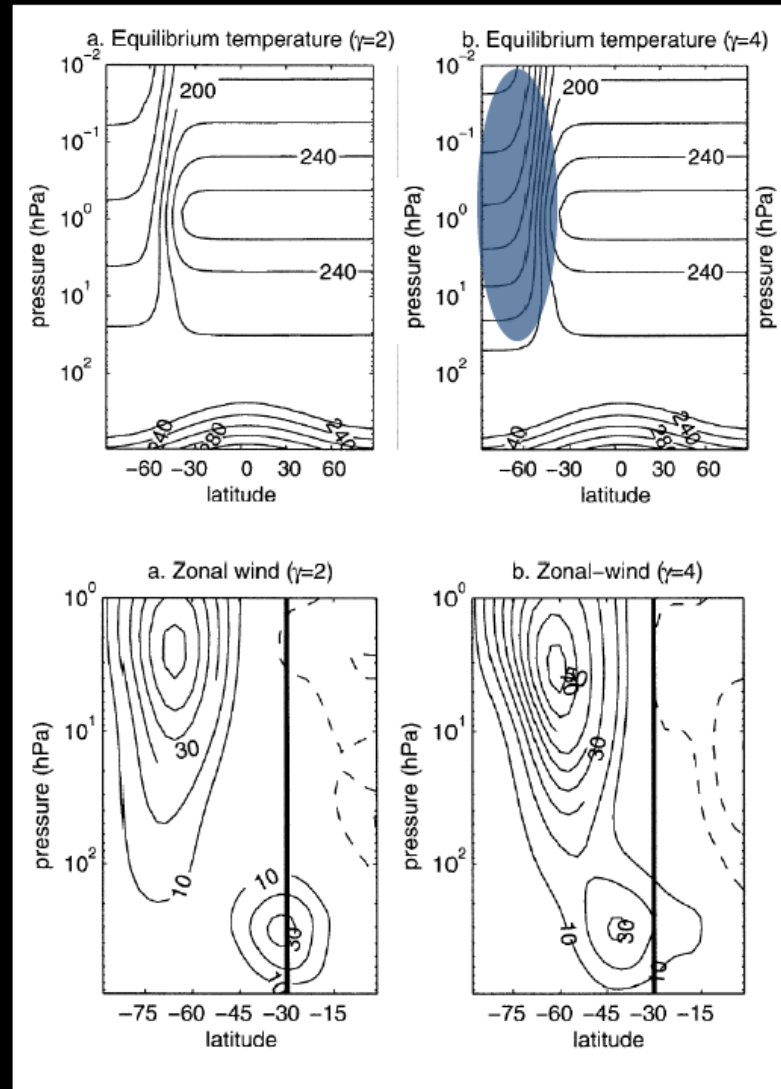 a. Equilibrium temperature (γ=2)
b. Equilibrium temperature (γ=4)
10⁻²
10⁻¹
10⁰
10¹
10²
pressure (hPa)
200
240
240
240
280
240
-60 -30 0 30 60
latitude
10⁻²
10⁻¹
10⁰
10¹
10²
pressure (hPa)
200
240
240
-60 -30 0 30 60
latitude
pressure (hPa)
a. Zonal wind (γ=2)
b. Zonal-wind (γ=4)
10⁰
10¹
10²
pressure (hPa)
30
10
10
30
10
-75 -60 -45 -30 -15
latitude
10⁰
10¹
10²
pressure (hPa)
30
10
30
10
-75 -60 -45 -30 -15
latitude